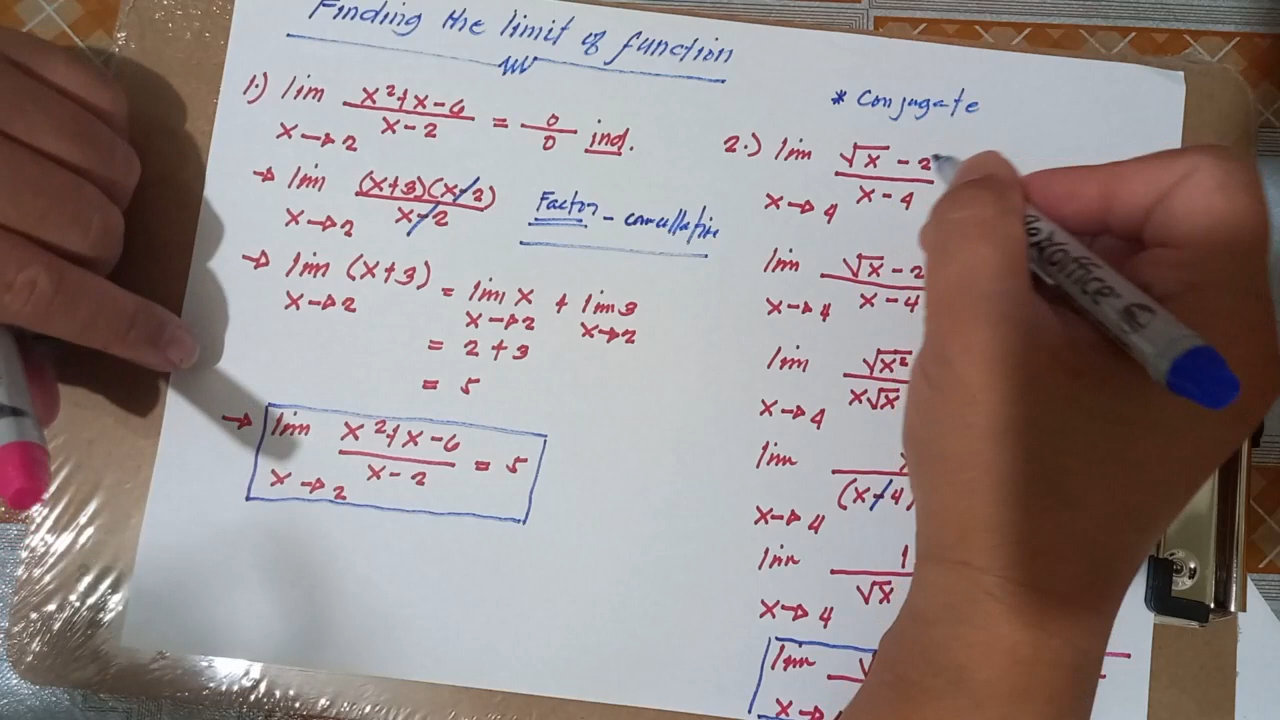 Finding the limit of function
1.) lim x²+x-6 / x-2 = 0/0 ind.
x→2
→ lim (x+3)(x-2) / x-2
x→2
Factor - cancellation
→ lim (x+3) = lim x + lim 3
x→2 x→2 x→2
= 2 + 3
= 5
→ lim x²+x-6 / x-2 = 5
x→2
* Conjugate
2.) lim √x - 2 / x - 4
x→4
lim √x - 2 / x - 4
x→4
lim √x² / x√x
x→4
lim / (x-4)
x→4
lim 1 / √x
x→4
lim
x→